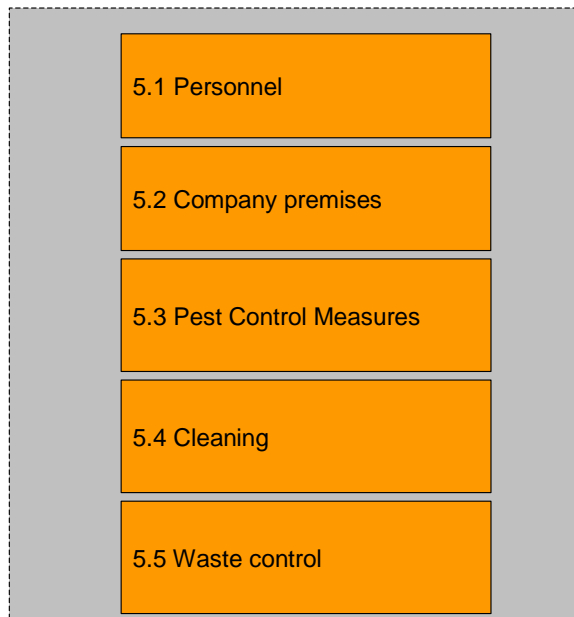 5.1 Personnel
5.2 Company premises
5.3 Pest Control Measures
5.4 Cleaning
5.5 Waste control